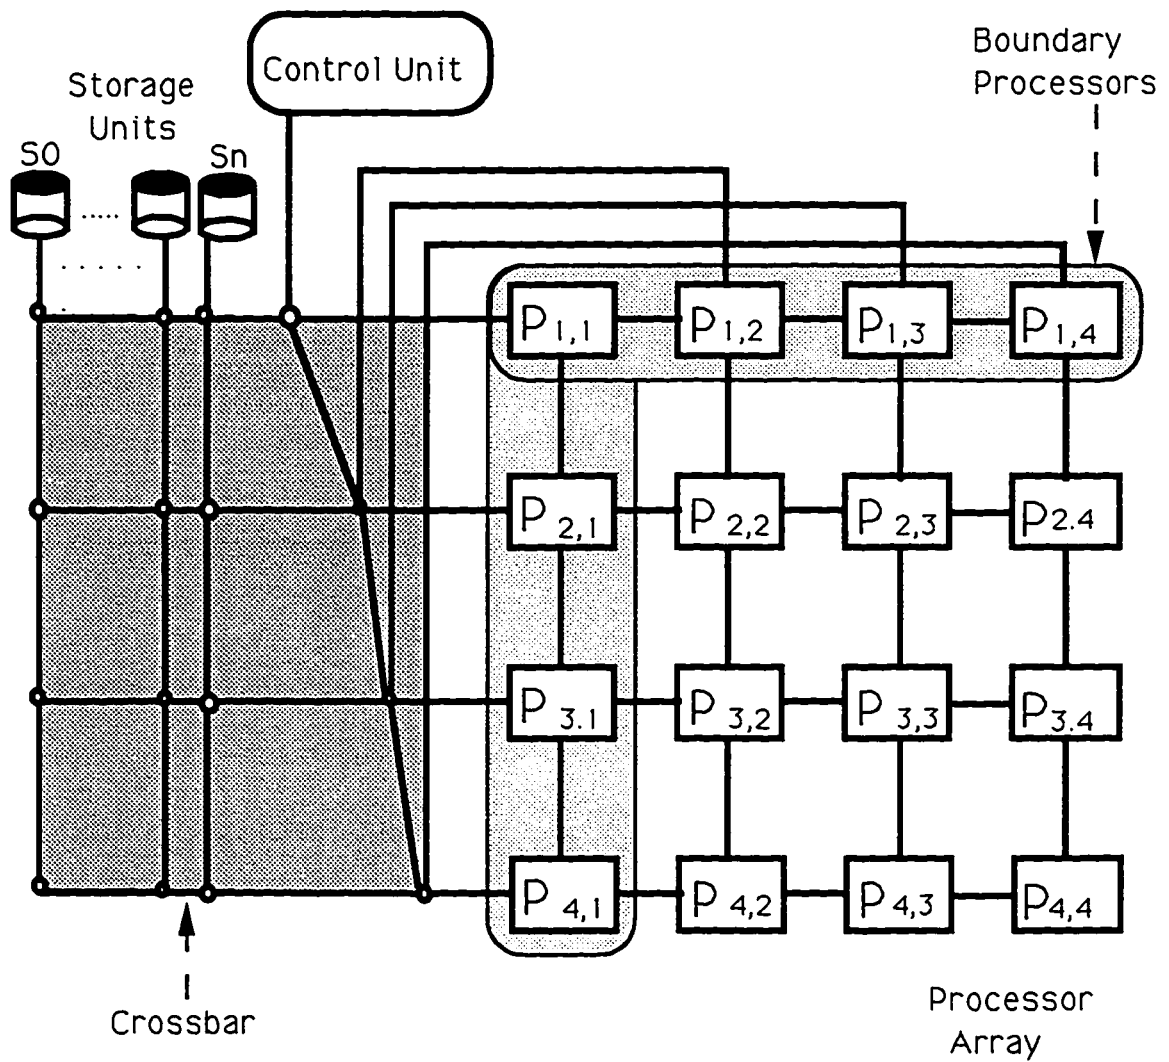 Boundary
Processors
Control Unit
Storage
Units
S0
Sn
.....
. . . . .
P1,1
P1,2
P1,3
P1,4
P2,1
P2,2
P2,3
P2.4
P3.1
P3,2
P3,3
P3.4
P4,1
P4,2
P4,3
P4,4
Crossbar
Processor
Array